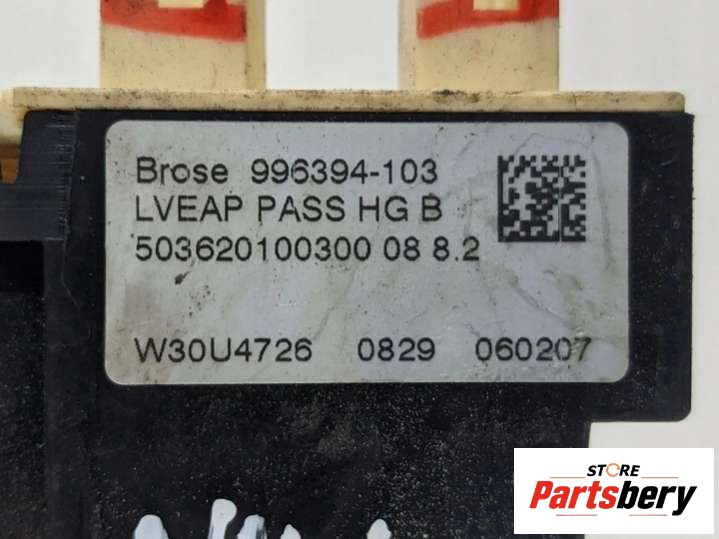 Brose 996394-103
LVEAP PASS HG B
503620100300 08 8.2
W30U4726 0829 060207
STORE
Partsbery